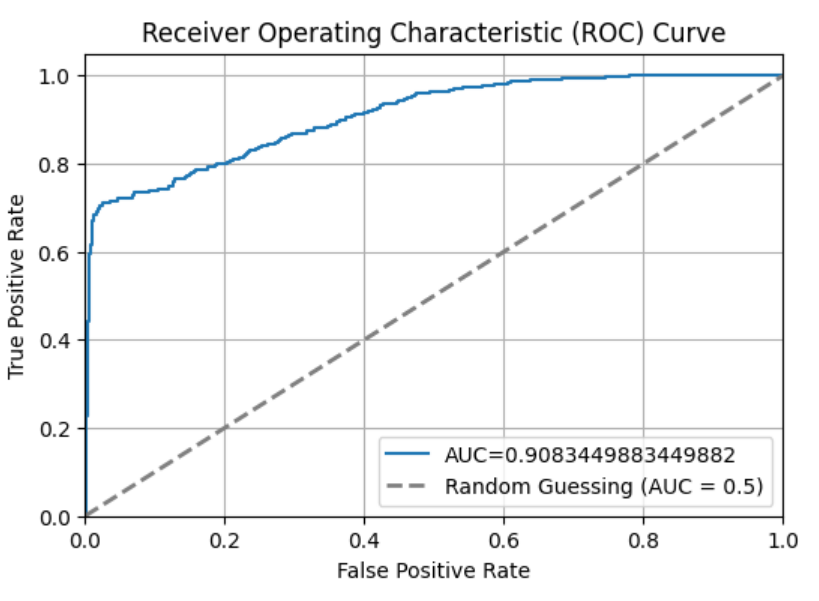 Receiver Operating Characteristic (ROC) Curve
True Positive Rate
1.0
0.8
0.6
0.4
0.2
0.0
AUC=0.9083449883449882
Random Guessing (AUC = 0.5)
0.0 0.2 0.4 0.6 0.8 1.0
False Positive Rate